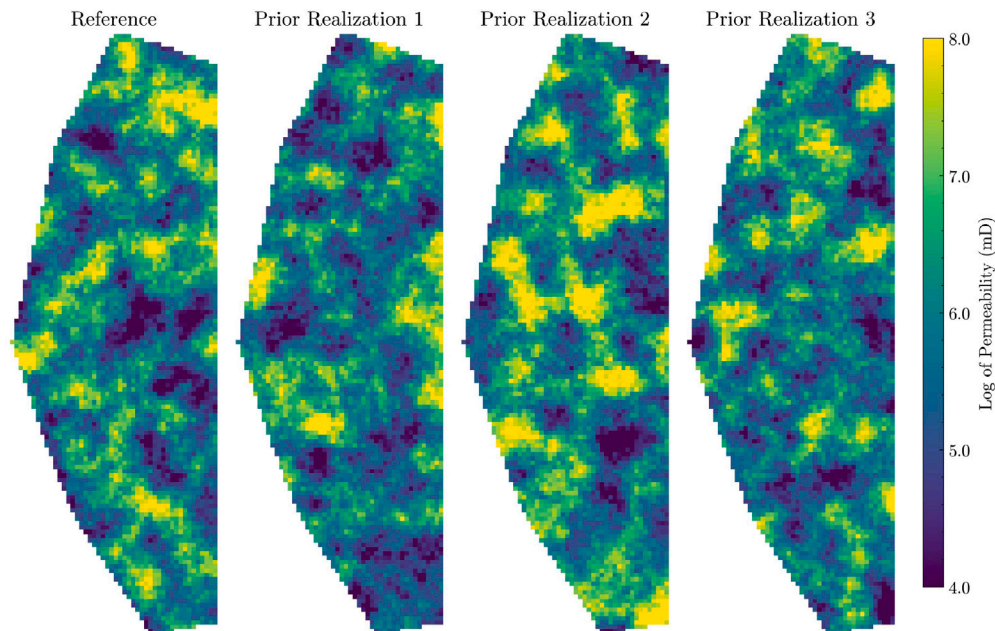 Reference
Prior Realization 1
Prior Realization 2
Prior Realization 3
8.0
7.0
6.0
5.0
4.0
Log of Permeability (mD)